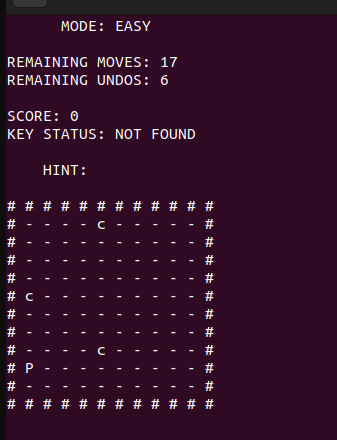 MODE: EASY
REMAINING MOVES: 17
REMAINING UNDOS: 6
SCORE: 0
KEY STATUS: NOT FOUND
HINT:
# # # # # # # # # # # #
# - - - - c - - - - - #
# - - - - - - - - - - #
# - - - - - - - - - - #
# - - - - - - - - - - #
# c - - - - - - - - - #
# - - - - - - - - - - #
# - - - - - - - - - - #
# - - - - c - - - - - #
# P - - - - - - - - - #
# - - - - - - - - - - #
# # # # # # # # # # # #